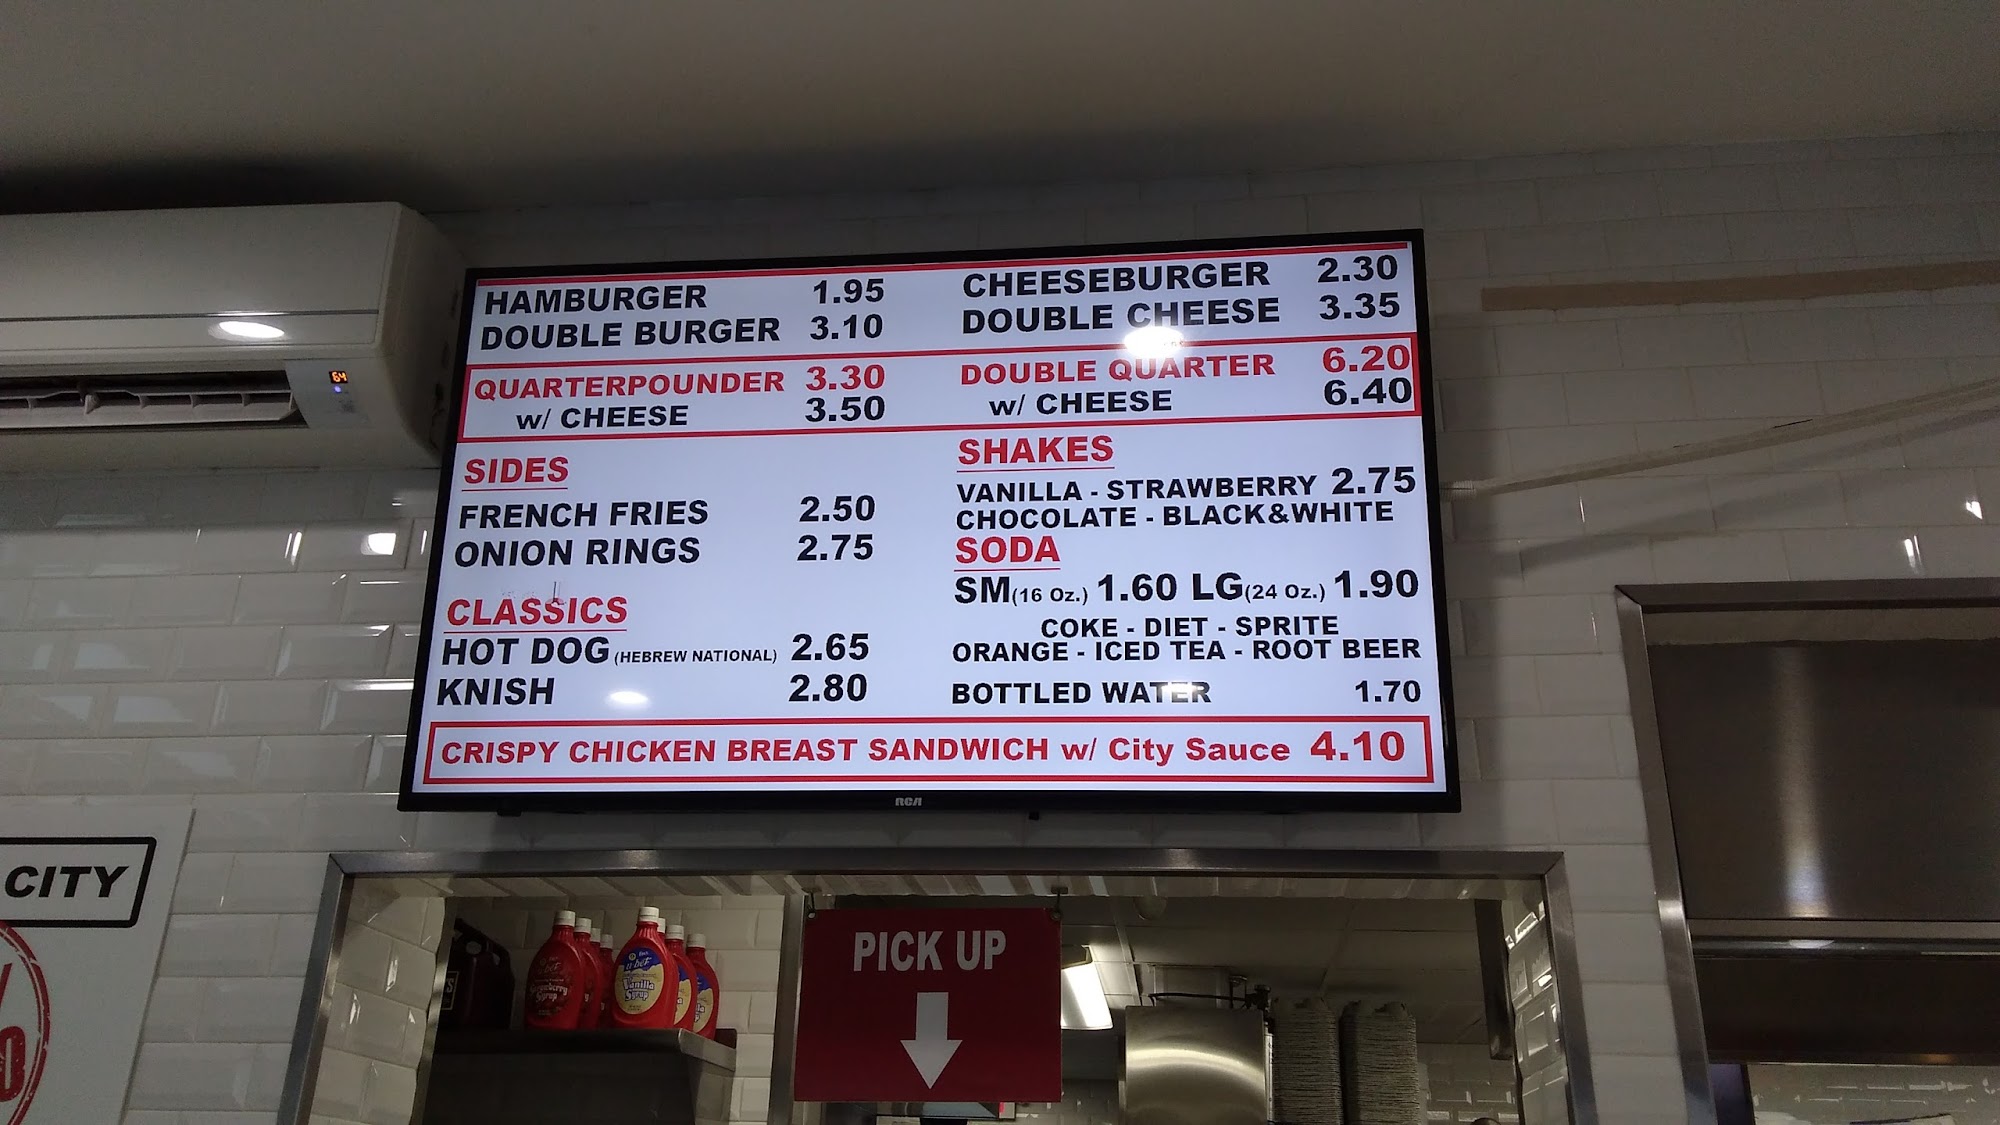 HAMBURGER 1.95
DOUBLE BURGER 3.10
CHEESEBURGER 2.30
DOUBLE CHEESE 3.35
QUARTERPOUNDER 3.30
w/ CHEESE 3.50
DOUBLE QUARTER 6.20
w/ CHEESE 6.40
SIDES
FRENCH FRIES 2.50
ONION RINGS 2.75
CLASSICS
HOT DOG (HEBREW NATIONAL) 2.65
KNISH 2.80
SHAKES
VANILLA - STRAWBERRY 2.75
CHOCOLATE - BLACK&WHITE
SODA
SM(16 Oz.) 1.60 LG(24 Oz.) 1.90
COKE - DIET - SPRITE
ORANGE - ICED TEA - ROOT BEER
BOTTLED WATER 1.70
CRISPY CHICKEN BREAST SANDWICH w/ City Sauce 4.10
RCA
64
CITY
PICK UP
u-bet
Vanilla
Syrup
Strawberry
Syrup